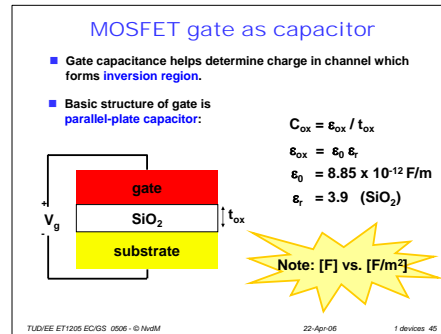 MOSFET gate as capacitor
Gate capacitance helps determine charge in channel which
forms inversion region.
Basic structure of gate is
parallel-plate capacitor:
C_ox = ε_ox / t_ox
ε_ox = ε_0 ε_r
ε_0 = 8.85 x 10^-12 F/m
ε_r = 3.9 (SiO_2)
gate
+
V_g
-
SiO_2
t_ox
substrate
Note: [F] vs. [F/m²]
TUD/EE ET1205 EC/GS 0506 - © NvdM
22-Apr-06
1 devices 45